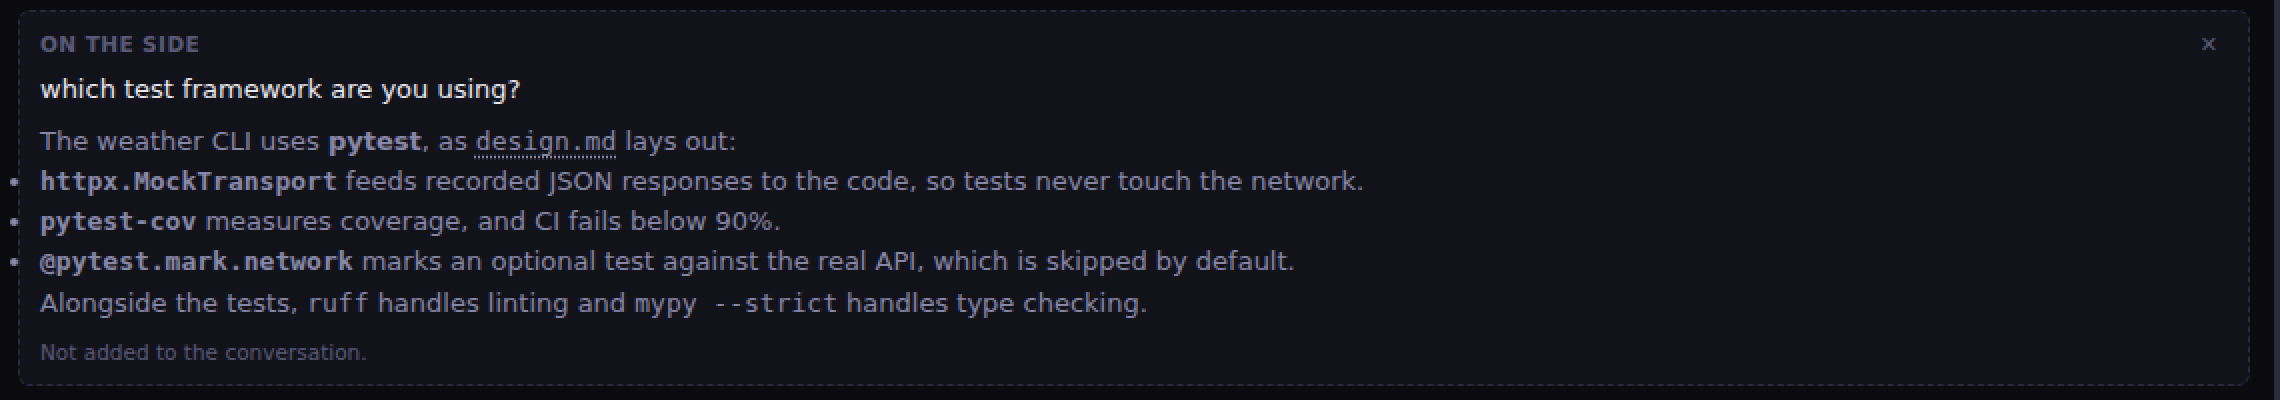 ON THE SIDE ×
which test framework are you using?
The weather CLI uses pytest, as design.md lays out:
• httpx.MockTransport feeds recorded JSON responses to the code, so tests never touch the network.
• pytest-cov measures coverage, and CI fails below 90%.
• @pytest.mark.network marks an optional test against the real API, which is skipped by default.
Alongside the tests, ruff handles linting and mypy --strict handles type checking.
Not added to the conversation.